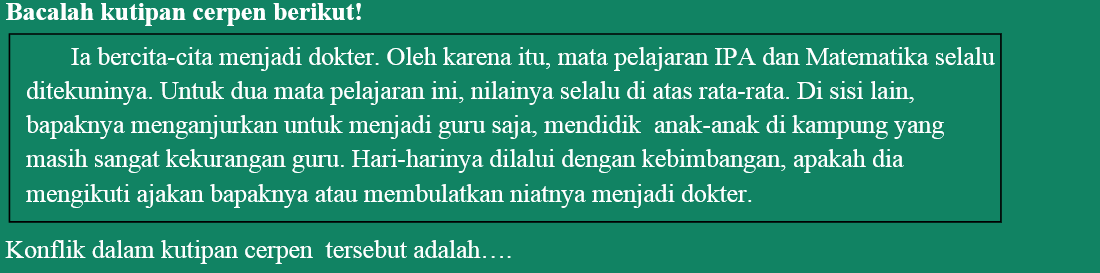 Bacalah kutipan cerpen berikut!
Ia bercita-cita menjadi dokter. Oleh karena itu, mata pelajaran IPA dan Matematika selalu
ditekuninya. Untuk dua mata pelajaran ini, nilainya selalu di atas rata-rata. Di sisi lain,
bapaknya menganjurkan untuk menjadi guru saja, mendidik  anak-anak di kampung yang
masih sangat kekurangan guru. Hari-harinya dilalui dengan kebimbangan, apakah dia
mengikuti ajakan bapaknya atau membulatkan niatnya menjadi dokter.
Konflik dalam kutipan cerpen  tersebut adalah….